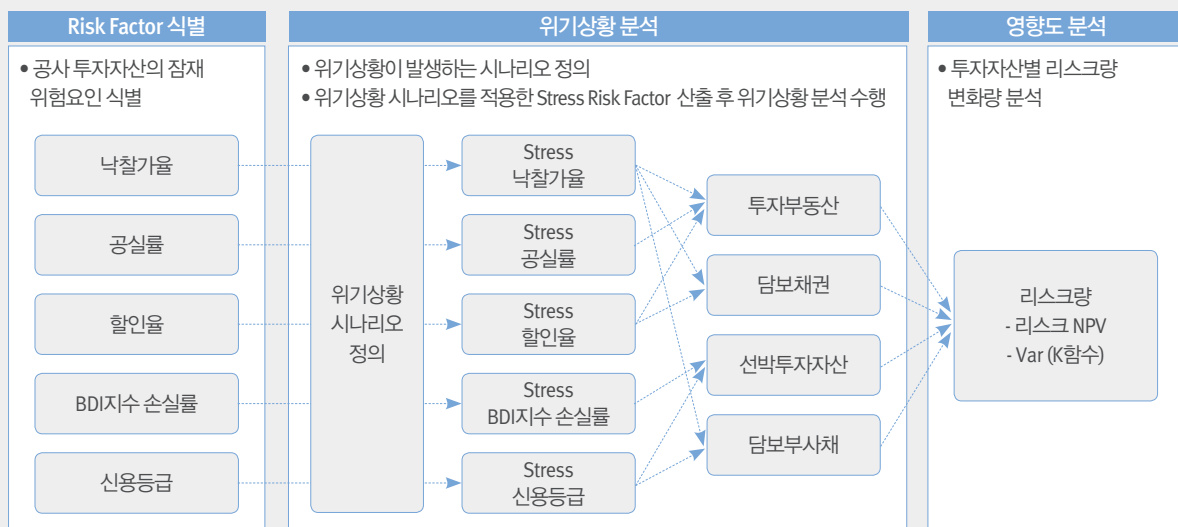 Risk Factor 식별
• 공사 투자자산의 잠재
위험요인 식별
낙찰가율
공실률
할인율
BDI지수 손실률
신용등급
위기상황 분석
• 위기상황이 발생하는 시나리오 정의
• 위기상황 시나리오를 적용한 Stress Risk Factor 산출 후 위기상황 분석 수행
위기상황
시나리오
정의
Stress
낙찰가율
Stress
공실률
Stress
할인율
Stress
BDI지수 손실률
Stress
신용등급
투자부동산
담보채권
선박투자자산
담보부사채
영향도 분석
• 투자자산별 리스크량
변화량 분석
리스크량
- 리스크 NPV
- Var (K함수)